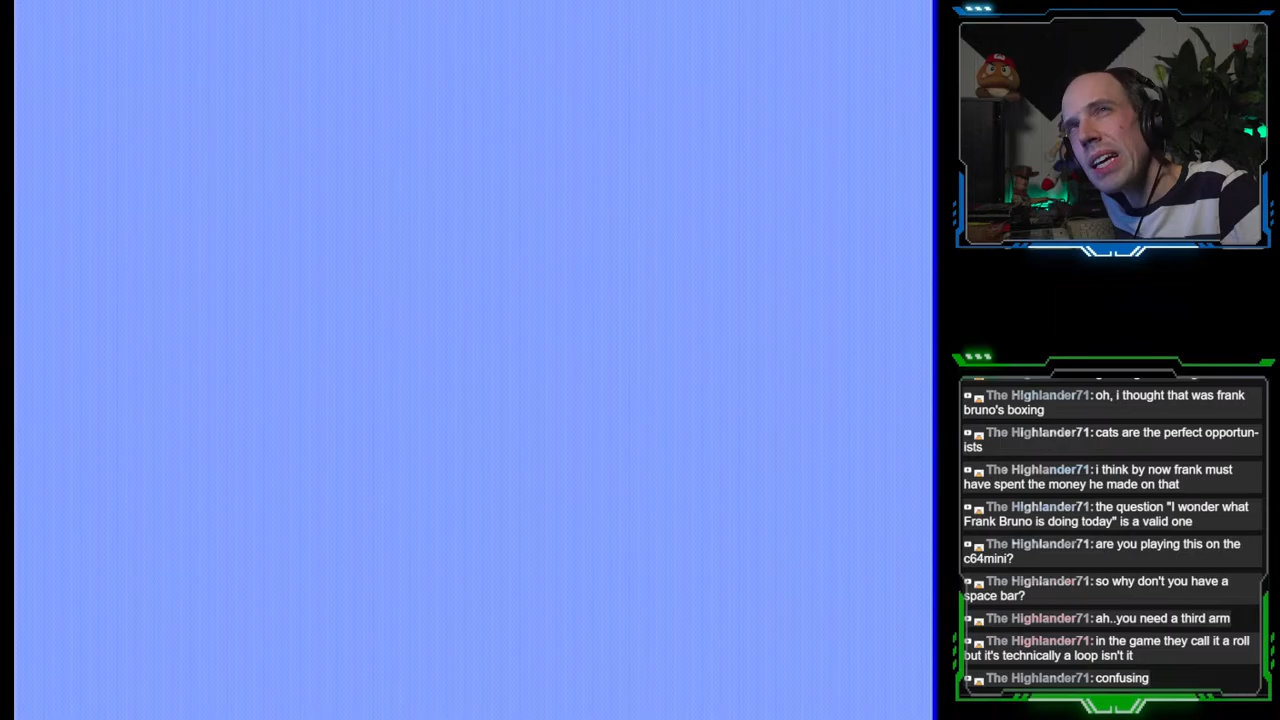 The Highlander71: oh, i thought that was frank
bruno's boxing
The Highlander71: cats are the perfect opportun-
ists
The Highlander71: i think by now frank must
have spent the money he made on that
The Highlander71: the question "I wonder what
Frank Bruno is doing today" is a valid one
The Highlander71: are you playing this on the
c64mini?
The Highlander71: so why don't you have a
space bar?
The Highlander71: ah..you need a third arm
The Highlander71: in the game they call it a roll
but it's technically a loop isn't it
The Highlander71: confusing